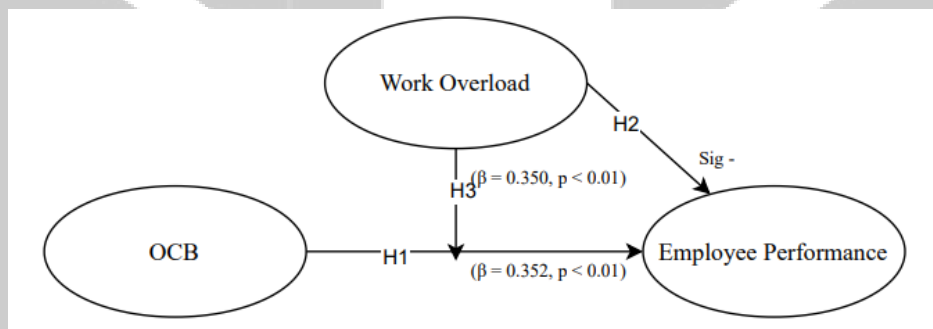 Work Overload
H2
Sig -
H3
(β = 0.350, p < 0.01)
OCB
H1
Employee Performance
(β = 0.352, p < 0.01)